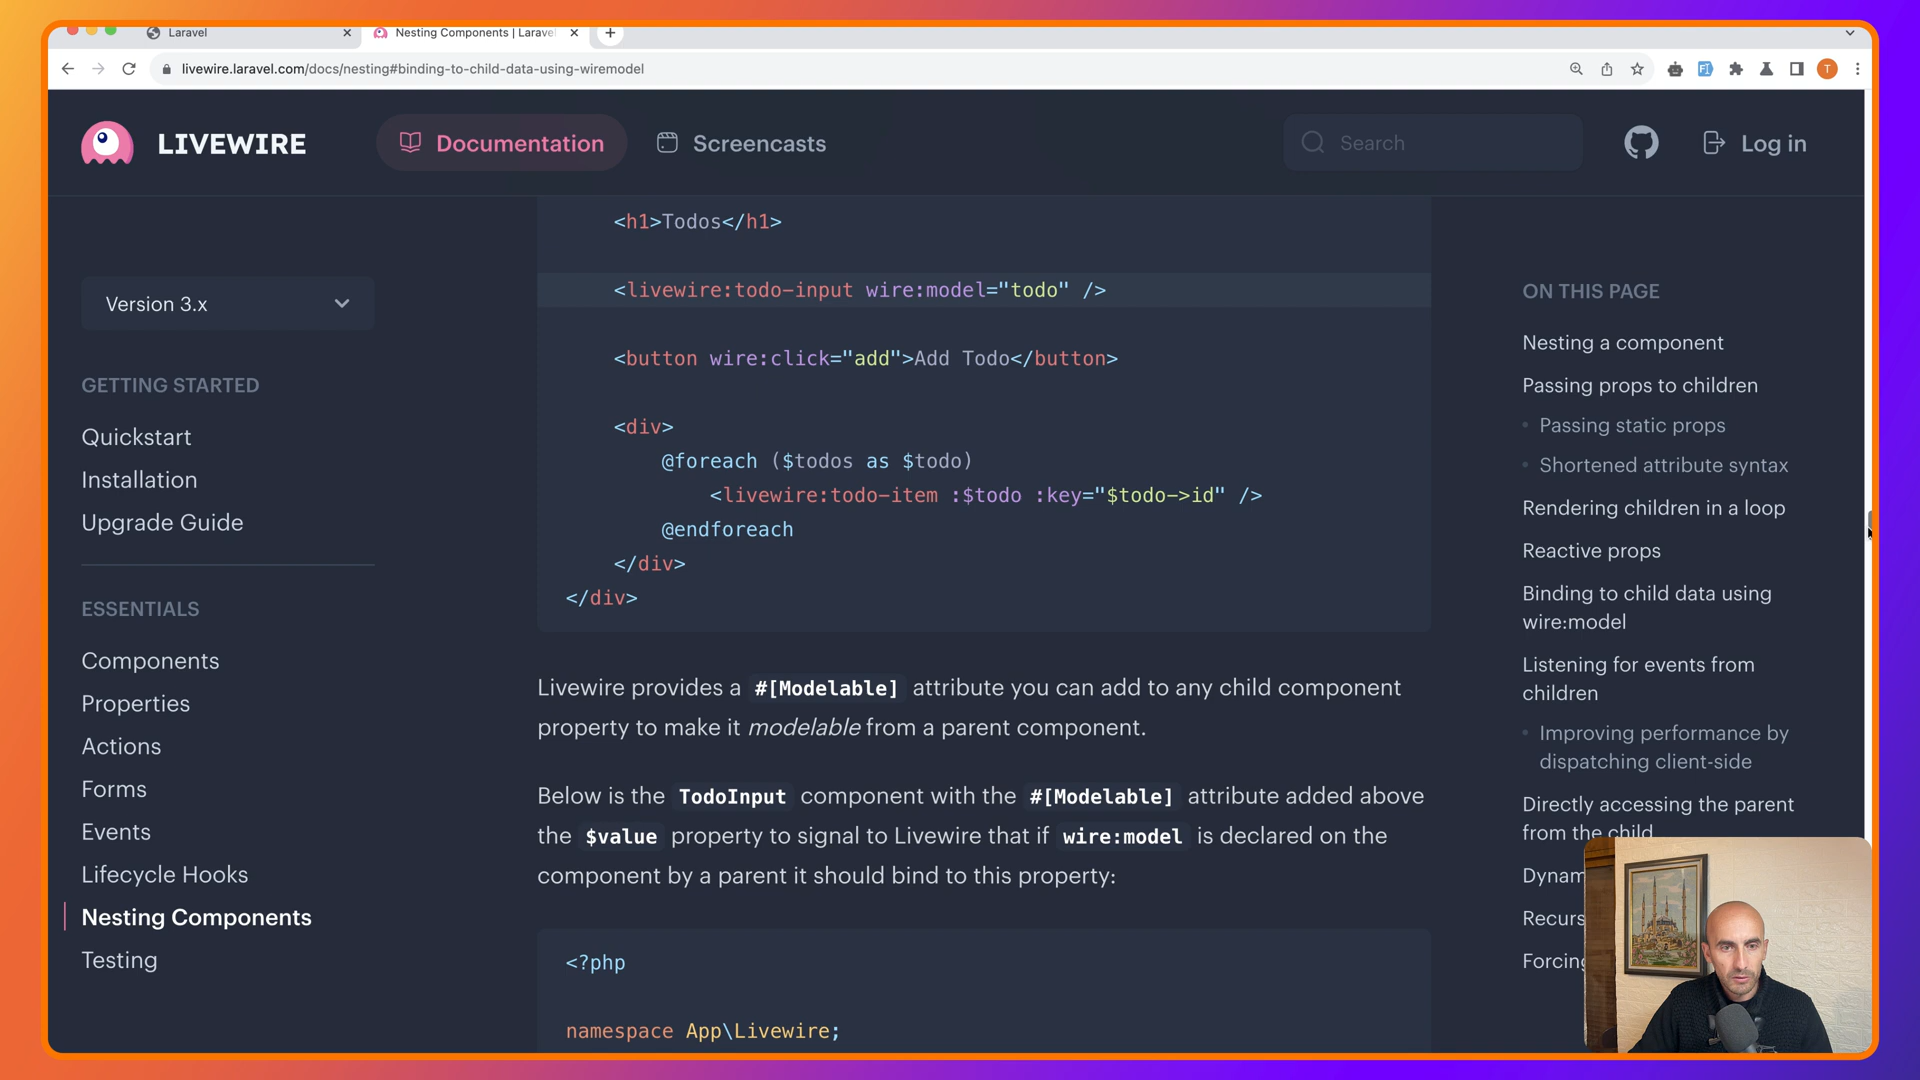 Laravel
Nesting Components | Larave
livewire.laravel.com/docs/nesting#binding-to-child-data-using-wiremodel
T
LIVEWIRE
Documentation
Screencasts
Search
Log in
Version 3.x
GETTING STARTED
Quickstart
Installation
Upgrade Guide
ESSENTIALS
Components
Properties
Actions
Forms
Events
Lifecycle Hooks
Nesting Components
Testing
<h1>Todos</h1>
<livewire:todo-input wire:model="todo" />
<button wire:click="add">Add Todo</button>
<div>
@foreach ($todos as $todo)
<livewire:todo-item :$todo :key="$todo->id" />
@endforeach
</div>
</div>
Livewire provides a #[Modelable] attribute you can add to any child component
property to make it modelable from a parent component.
Below is the TodoInput component with the #[Modelable] attribute added above
the $value property to signal to Livewire that if wire:model is declared on the
component by a parent it should bind to this property:
<?php
namespace App\Livewire;
ON THIS PAGE
Nesting a component
Passing props to children
Passing static props
Shortened attribute syntax
Rendering children in a loop
Reactive props
Binding to child data using
wire:model
Listening for events from
children
Improving performance by
dispatching client-side
Directly accessing the parent
from the child
Dynam
Recurs
Forcing